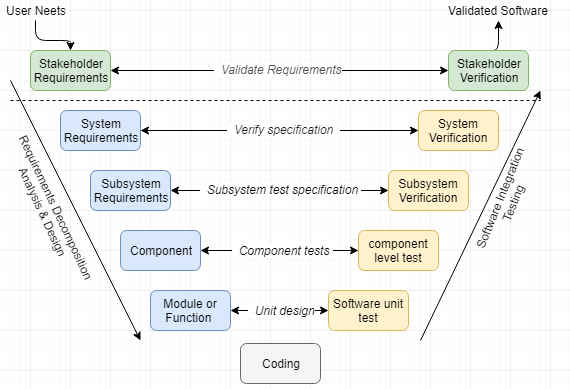 User Neets
Validated Software
Stakeholder
Requirements
Validate Requirements
Stakeholder
Verification
System
Requirements
Verify specification
System
Verification
Subsystem
Requirements
Subsystem test specification
Subsystem
Verification
Component
Component tests
component
level test
Module or
Function
Unit design
Software unit
test
Coding
Requirements Decomposition
Analysis & Design
Software Integration
Testing